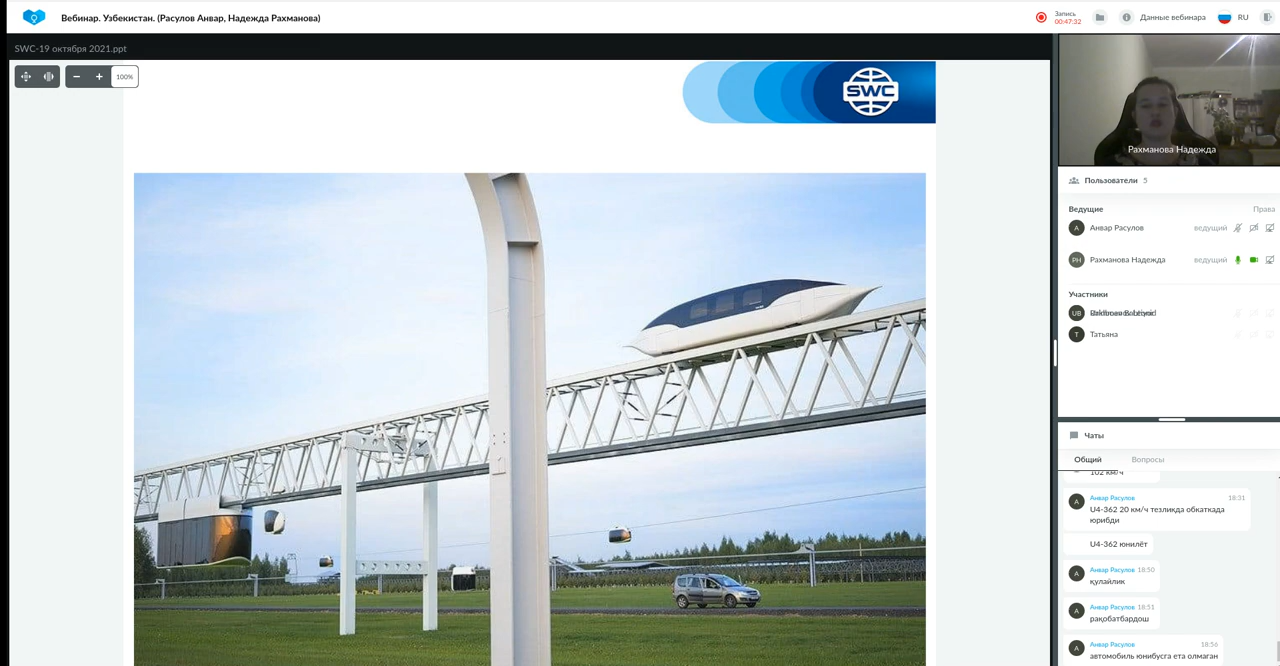 Вебинар. Узбекистан. (Расулов Анвар, Надежда Рахманова)
Запись
00:47:32
Данные вебинара
RU
SWC-19 октября 2021.ppt
100%
SWC
Рахманова Надежда
Пользователи 5
Ведущие Права
А Анвар Расулов ведущий
РН Рахманова Надежда ведущий
Участники
UB
Т Татьяна
Чаты
Общий Вопросы
102 км/ч
А Анвар Расулов 18:31
U4-362 20 км/ч тезликда обкаткада
юрибди
U4-362 юнилёт
А Анвар Расулов 18:50
қулайлик
А Анвар Расулов 18:51
рақобатбардош
А Анвар Расулов 18:56
автомобиль юнибусга ета олмаган